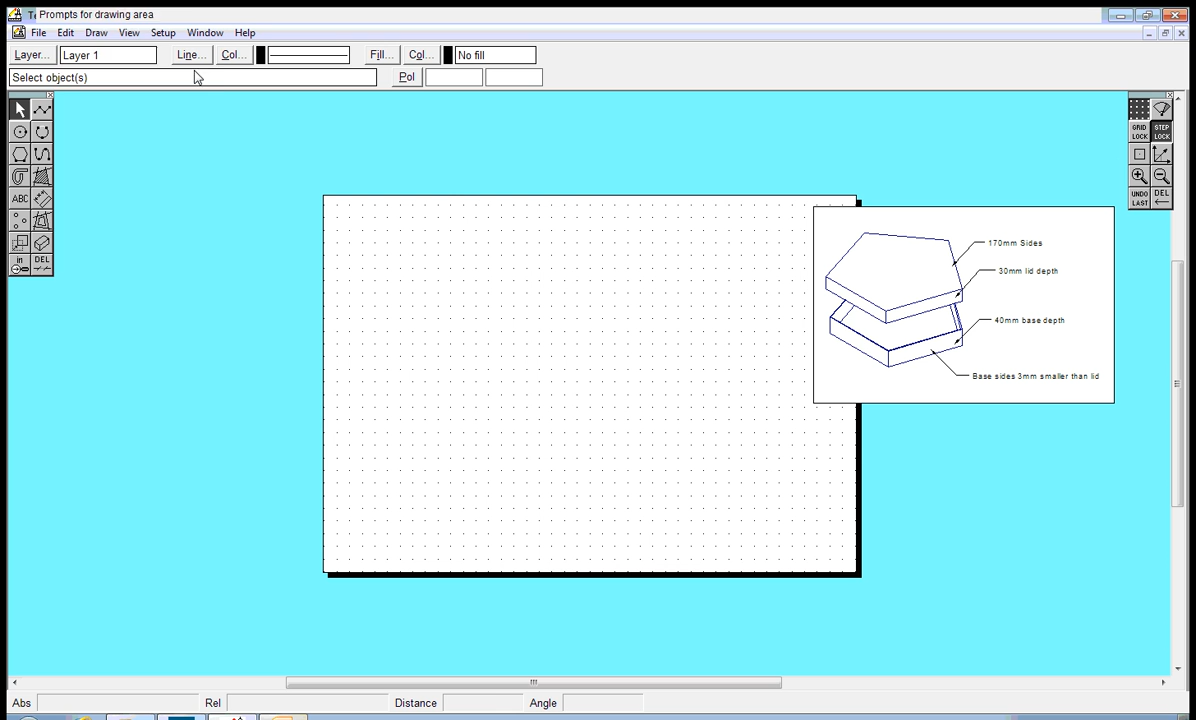 Prompts for drawing area
File Edit Draw View Setup Window Help
Layer... Layer 1 Line... Col... Fill... Col... No fill
Select object(s) Pol
GRID LOCK STEP LOCK
ABC
UNDO LAST DEL
in DEL
170mm Sides
30mm lid depth
40mm base depth
Base sides 3mm smaller than lid
Abs Rel Distance Angle